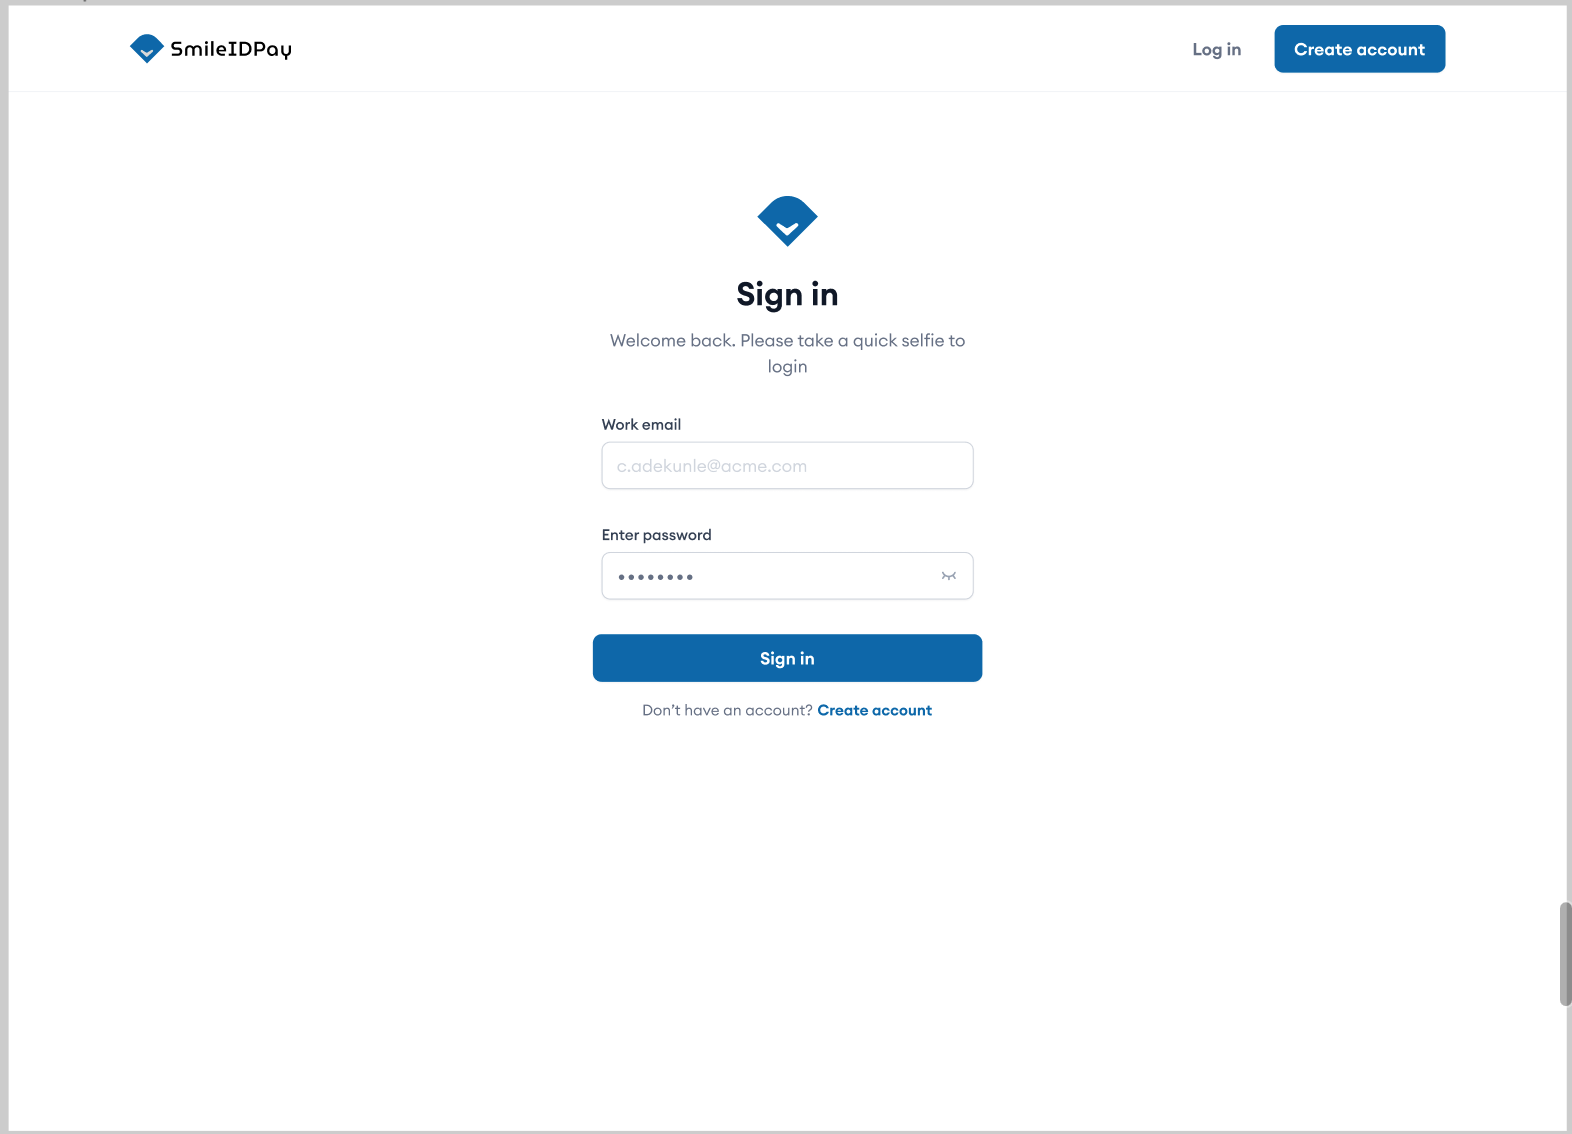 SmileIDPay
Log in
Create account
Sign in
Welcome back. Please take a quick selfie to
login
Work email
c.adekunle@acme.com
Enter password
••••••••
Sign in
Don't have an account? Create account